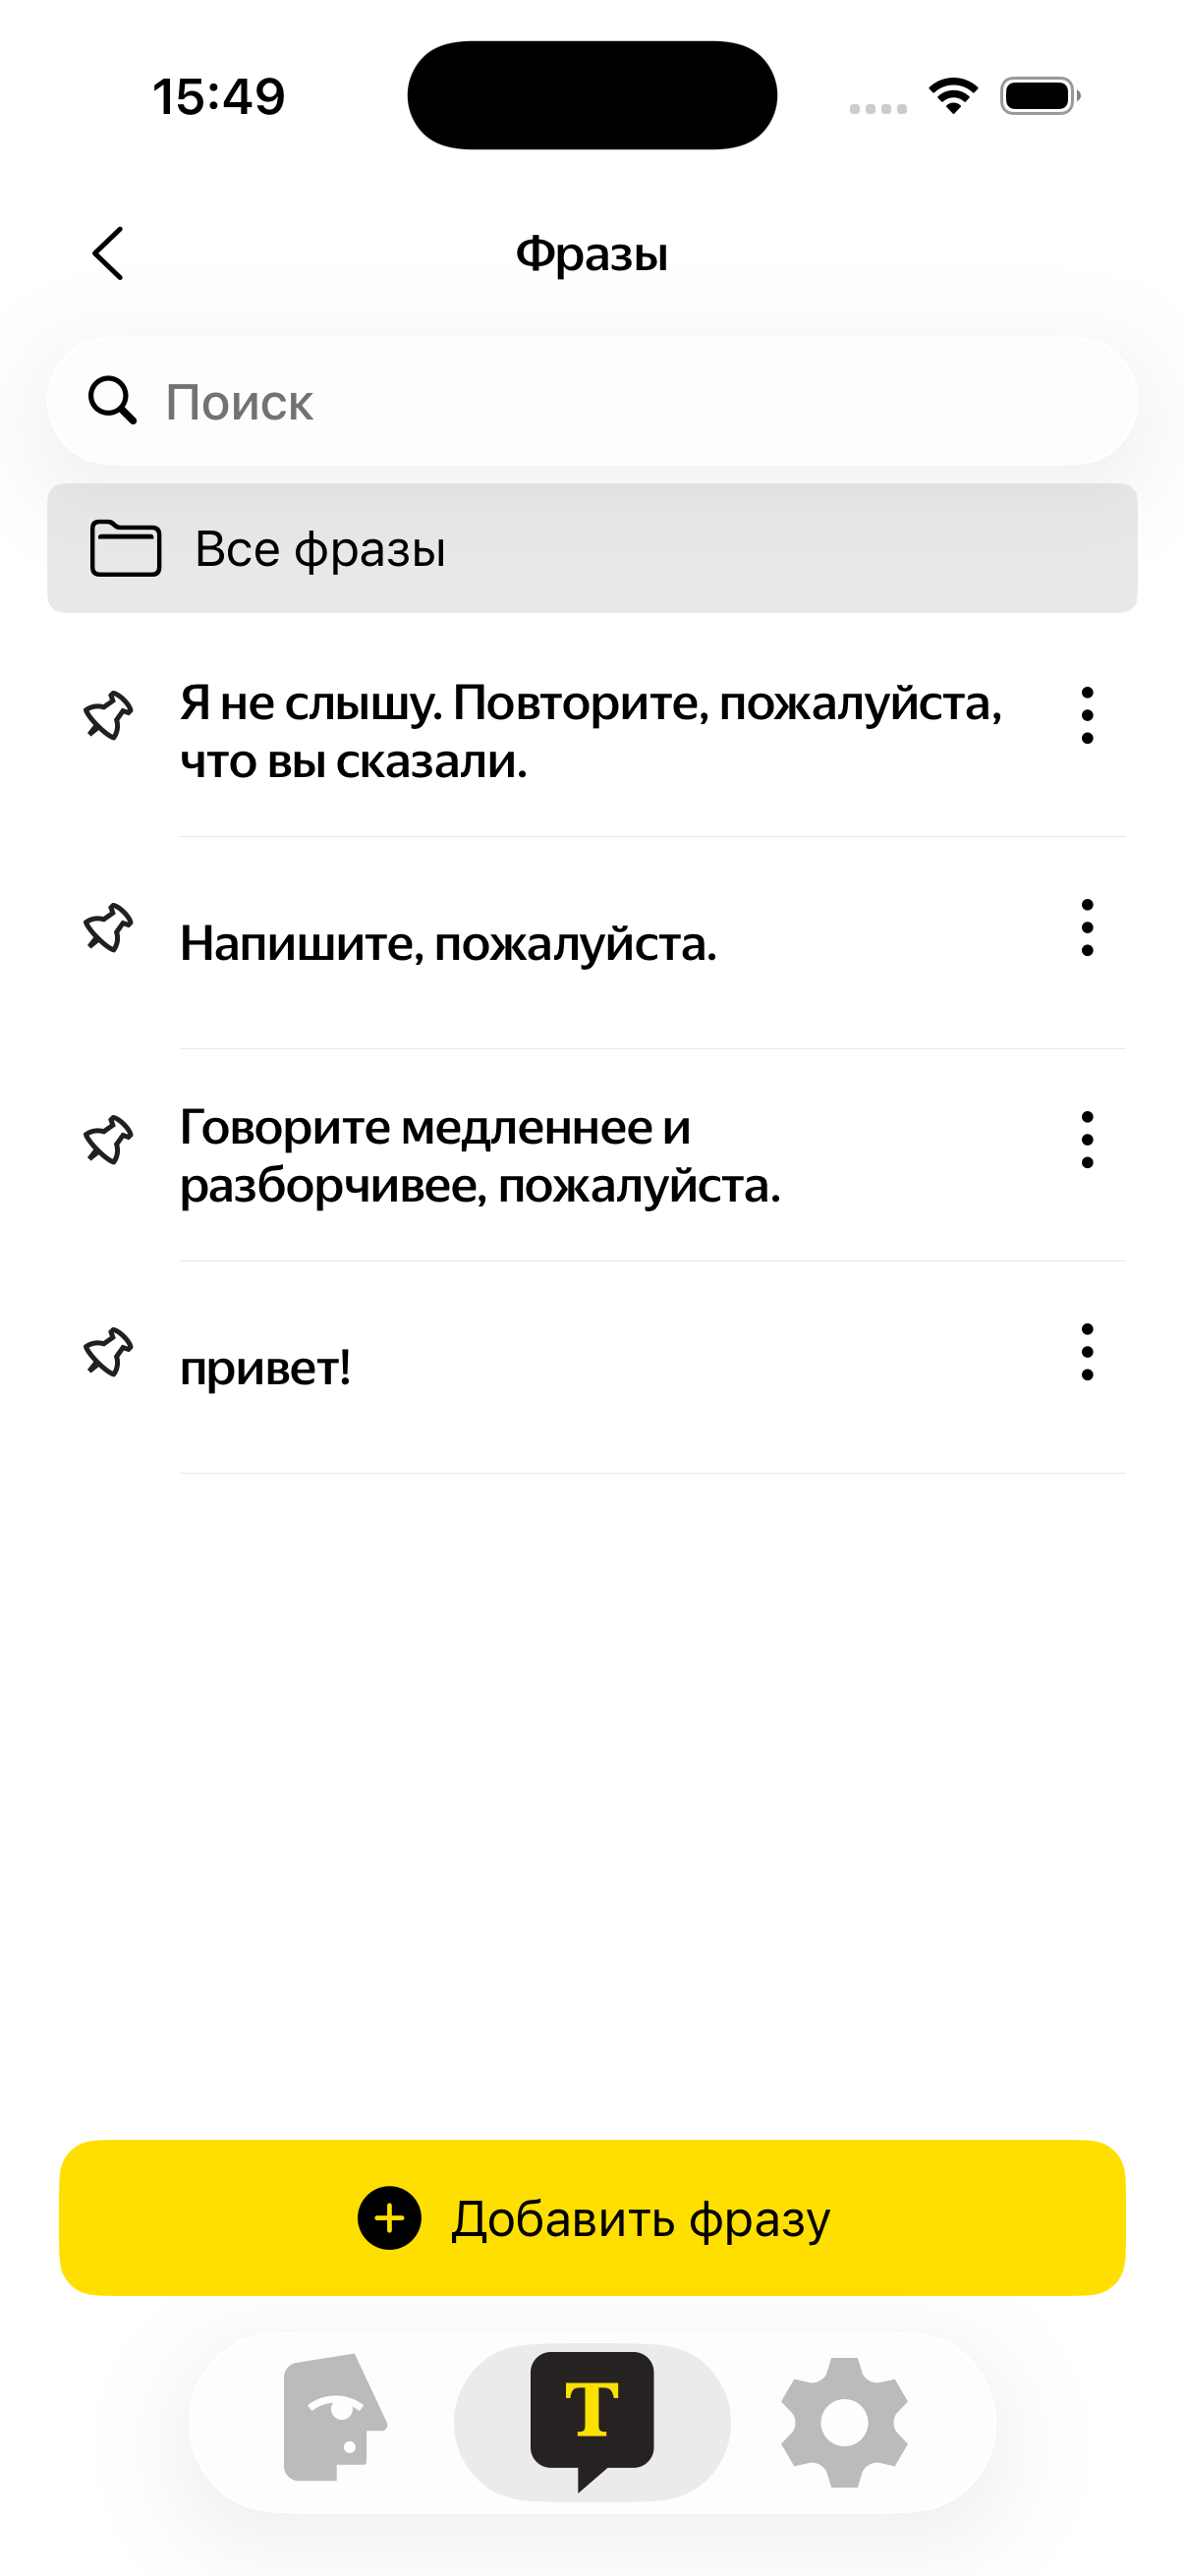 15:49
Фразы
Поиск
Все фразы
Я не слышу. Повторите, пожалуйста,
что вы сказали.
Напишите, пожалуйста.
Говорите медленнее и
разборчивее, пожалуйста.
привет!
Добавить фразу
T